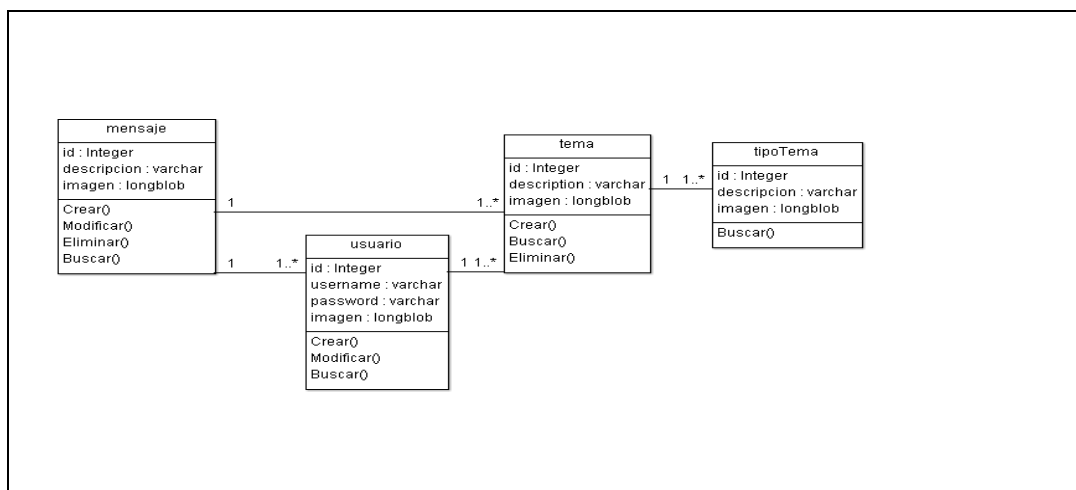 mensaje
id : Integer
descripcion : varchar
imagen : longblob
Crear()
Modificar()
Eliminar()
Buscar()
1
1..*
1
1..*
usuario
id : Integer
username : varchar
password : varchar
imagen : longblob
Crear()
Modificar()
Buscar()
1 1..*
tema
id : Integer
description : varchar
imagen : longblob
Crear()
Buscar()
Eliminar()
1 1..*
tipoTema
id : Integer
descripcion : varchar
imagen : longblob
Buscar()